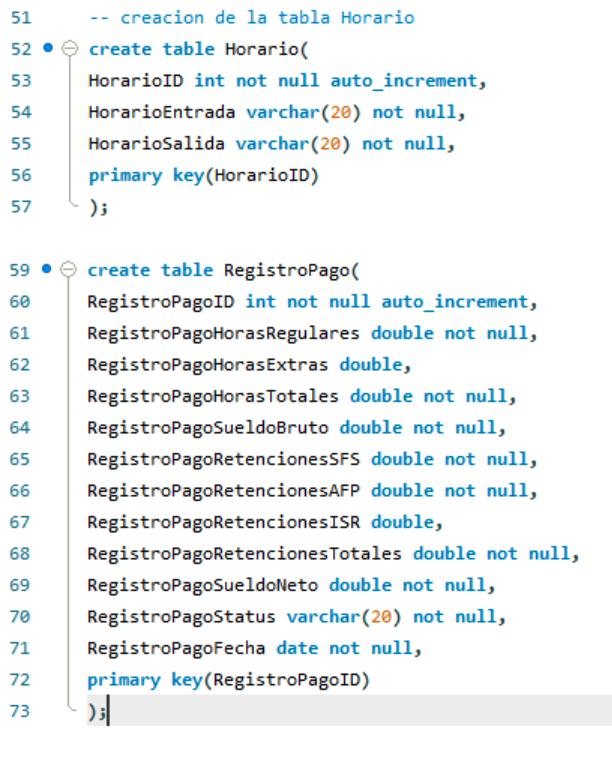 51 -- creacion de la tabla Horario
52 create table Horario(
53 HorarioID int not null auto_increment,
54 HorarioEntrada varchar(20) not null,
55 HorarioSalida varchar(20) not null,
56 primary key(HorarioID)
57 );
59 create table RegistroPago(
60 RegistroPagoID int not null auto_increment,
61 RegistroPagoHorasRegulares double not null,
62 RegistroPagoHorasExtras double,
63 RegistroPagoHorasTotales double not null,
64 RegistroPagoSueldoBruto double not null,
65 RegistroPagoRetencionesSFS double not null,
66 RegistroPagoRetencionesAFP double not null,
67 RegistroPagoRetencionesISR double,
68 RegistroPagoRetencionesTotales double not null,
69 RegistroPagoSueldoNeto double not null,
70 RegistroPagoStatus varchar(20) not null,
71 RegistroPagoFecha date not null,
72 primary key(RegistroPagoID)
73 );